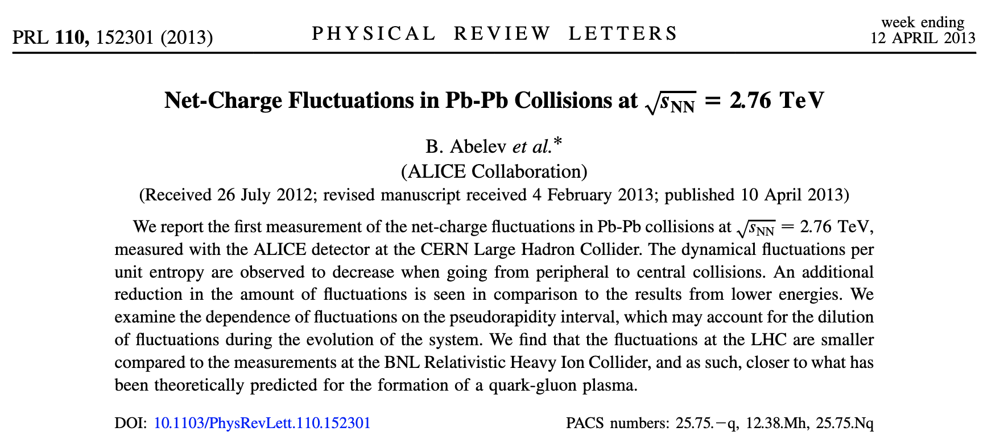 PRL 110, 152301 (2013)
PHYSICAL REVIEW LETTERS
week ending
12 APRIL 2013
Net-Charge Fluctuations in Pb-Pb Collisions at √sNN = 2.76 TeV
B. Abelev et al.*
(ALICE Collaboration)
(Received 26 July 2012; revised manuscript received 4 February 2013; published 10 April 2013)
We report the first measurement of the net-charge fluctuations in Pb-Pb collisions at √sNN = 2.76 TeV,
measured with the ALICE detector at the CERN Large Hadron Collider. The dynamical fluctuations per
unit entropy are observed to decrease when going from peripheral to central collisions. An additional
reduction in the amount of fluctuations is seen in comparison to the results from lower energies. We
examine the dependence of fluctuations on the pseudorapidity interval, which may account for the dilution
of fluctuations during the evolution of the system. We find that the fluctuations at the LHC are smaller
compared to the measurements at the BNL Relativistic Heavy Ion Collider, and as such, closer to what has
been theoretically predicted for the formation of a quark-gluon plasma.
DOI: 10.1103/PhysRevLett.110.152301
PACS numbers: 25.75.−q, 12.38.Mh, 25.75.Nq